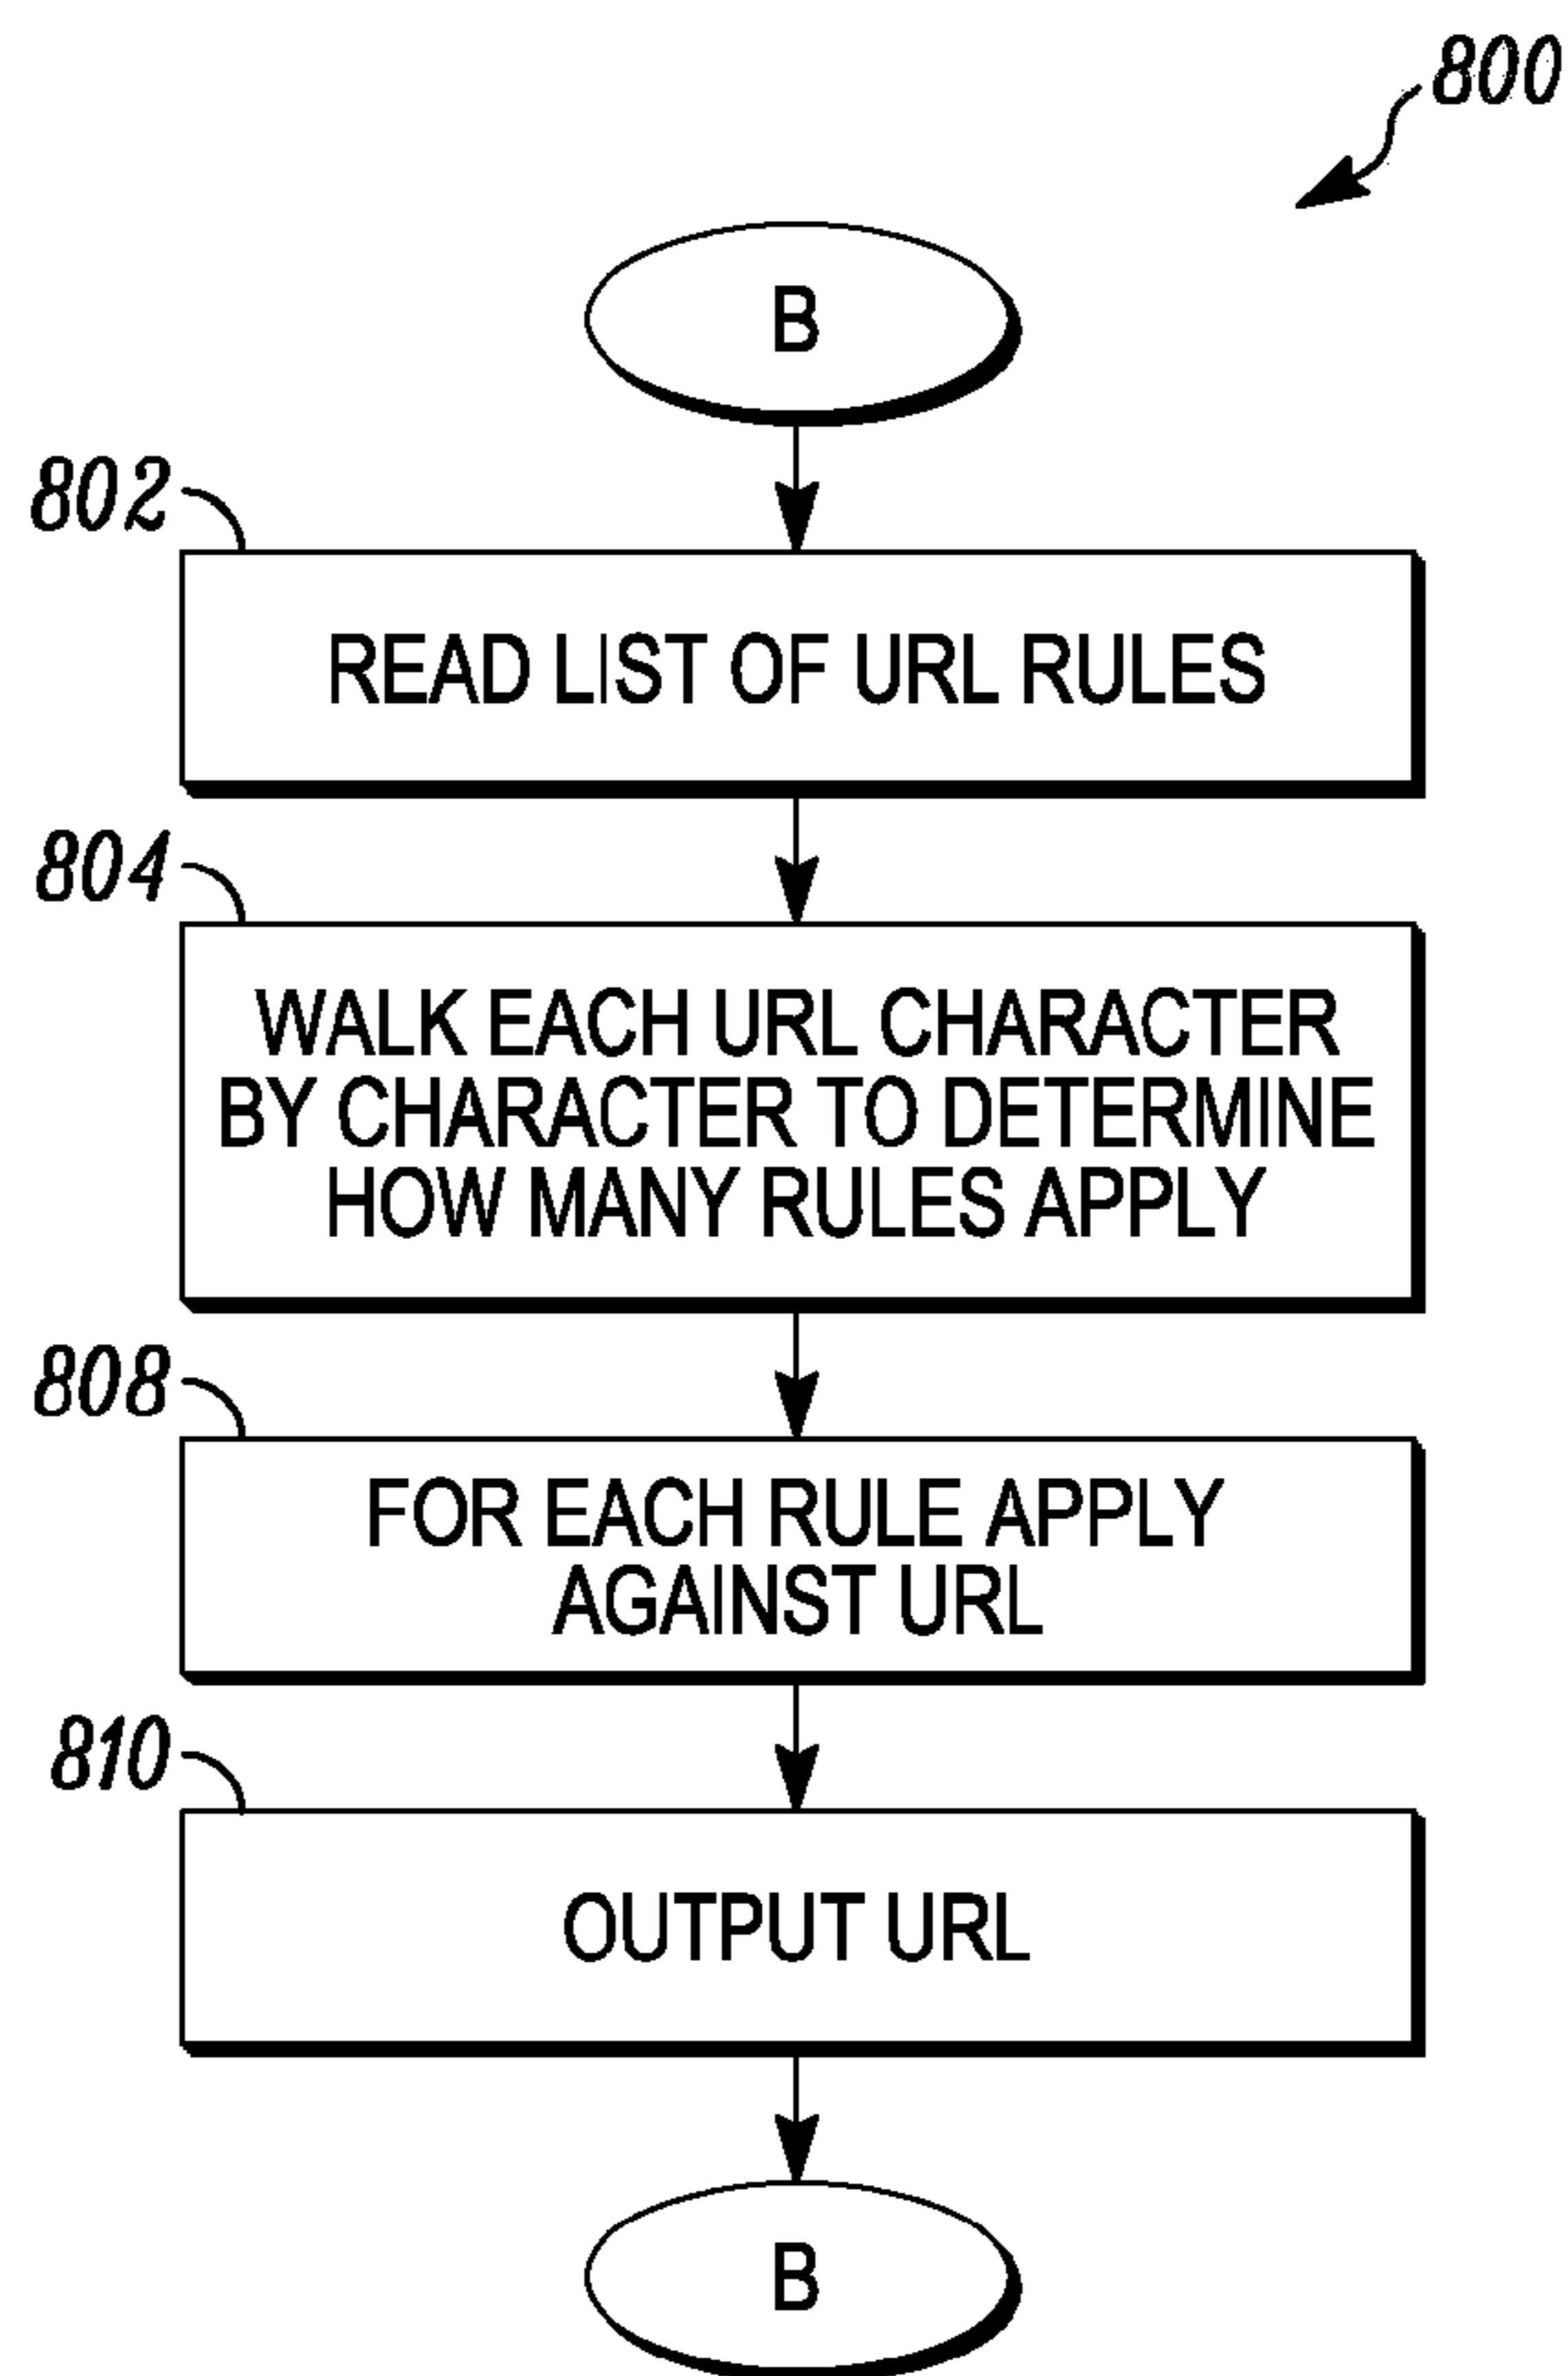 800
B
802
READ LIST OF URL RULES
804
WALK EACH URL CHARACTER
BY CHARACTER TO DETERMINE
HOW MANY RULES APPLY
808
FOR EACH RULE APPLY
AGAINST URL
810
OUTPUT URL
B